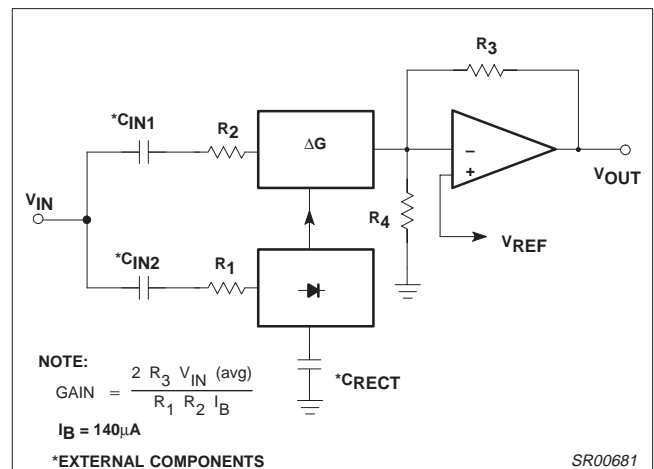 R3
*CIN1
R2
ΔG
−
+
VOUT
VIN
R4
VREF
*CIN2
R1
*CRECT
NOTE:
GAIN = 2 R3 VIN (avg)
R1 R2 IB
IB = 140µA
*EXTERNAL COMPONENTS
SR00681